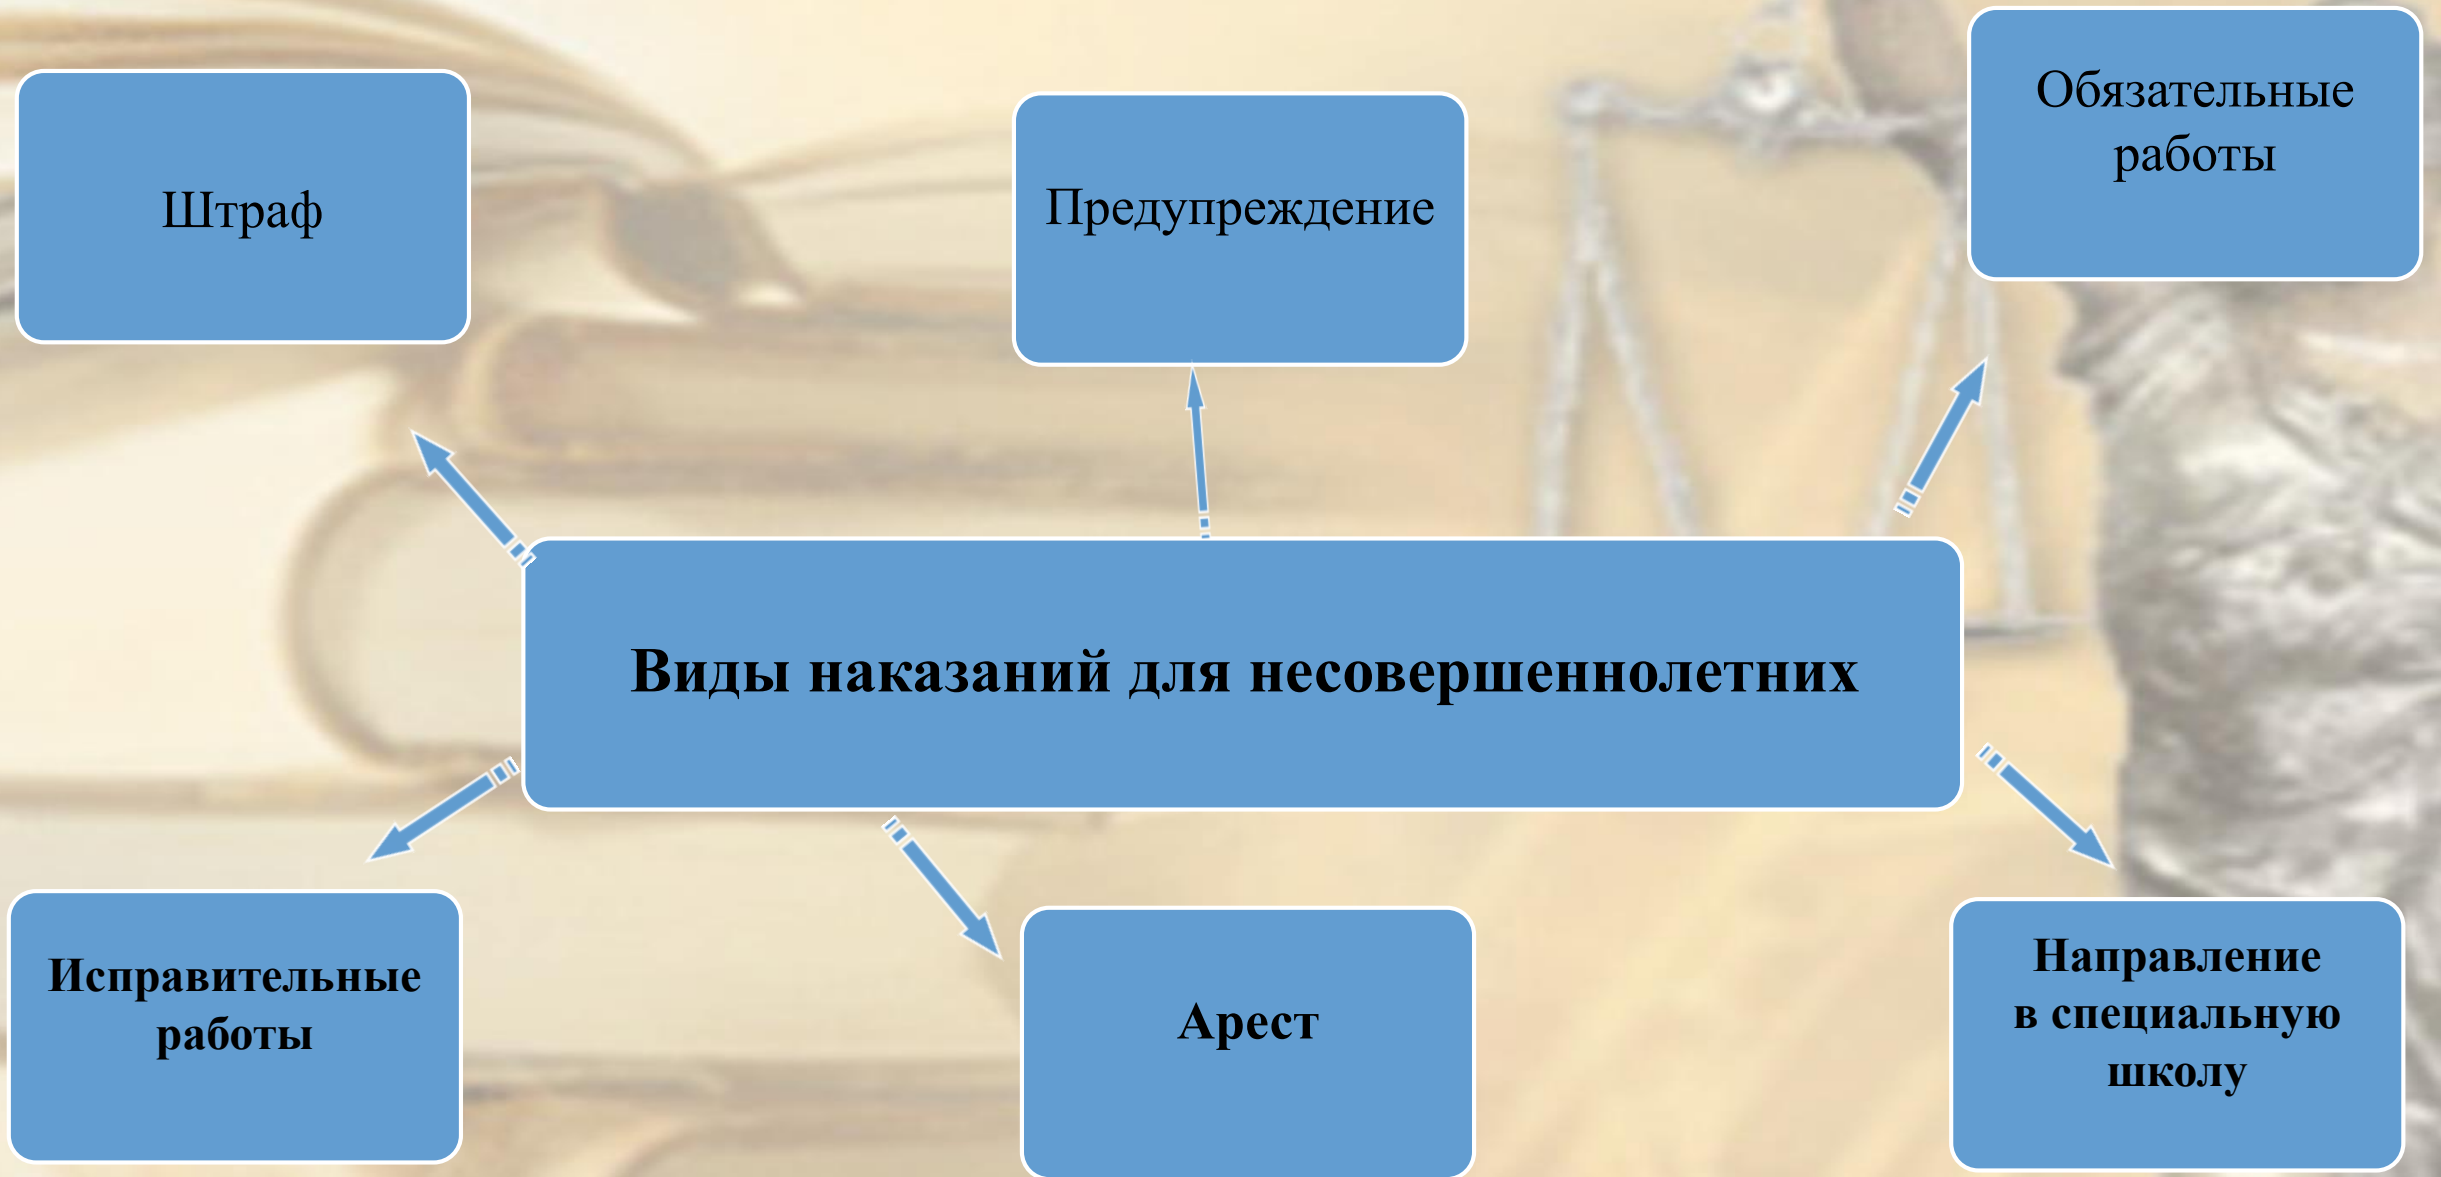 Штраф
Предупреждение
Обязательные
работы
Виды наказаний для несовершеннолетних
Исправительные
работы
Арест
Направление
в специальную
школу